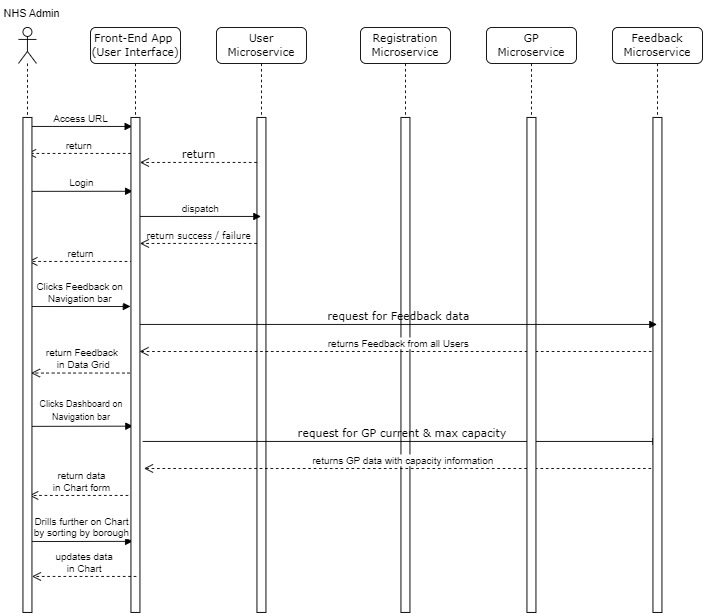 NHS Admin
Front-End App
(User Interface)
User
Microservice
Registration
Microservice
GP
Microservice
Feedback
Microservice
Access URL
return
return
Login
dispatch
return success / failure
return
Clicks Feedback on
Navigation bar
request for Feedback data
returns Feedback from all Users
return Feedback
in Data Grid
Clicks Dashboard on
Navigation bar
request for GP current & max capacity
returns GP data with capacity information
return data
in Chart form
Drills further on Chart
by sorting by borough
updates data
in Chart